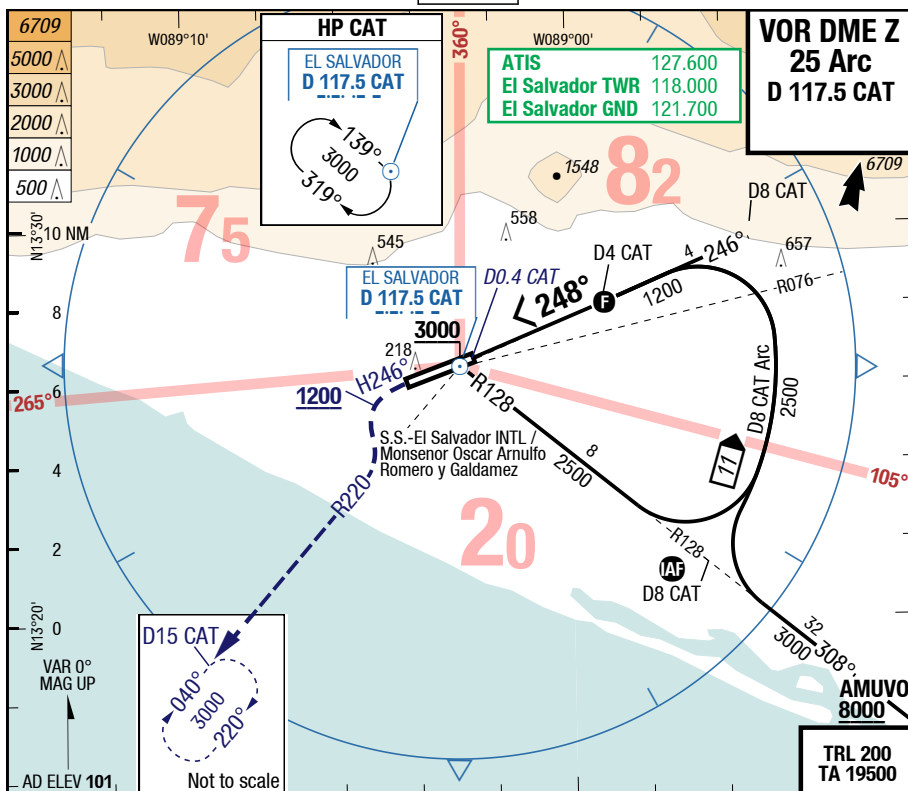 6709
5000
3000
2000
1000
500
W089°10'
HP CAT
EL SALVADOR
D 117.5 CAT
139°
3000
319°
360°
W089°00'
ATIS 127.600
El Salvador TWR 118.000
El Salvador GND 121.700
VOR DME Z
25 Arc
D 117.5 CAT
6709
1548
82
75
D8 CAT
N13°30'
10 NM
545
558
657
EL SALVADOR
D 117.5 CAT
D0.4 CAT
D4 CAT
4
246°
R076
F
1200
< 248°
8
3000
218
H246°
6
1200
265°
R128
D8 CAT Arc
2500
S.S.-El Salvador INTL /
Monsenor Oscar Arnulfo
Romero y Galdamez
8
2500
11
105°
4
R220
20
R128
2
IAF
D8 CAT
N13°20'
0
D15 CAT
040°
3000
220°
Not to scale
32
3000
308°
VAR 0°
MAG UP
AMUVO
8000
AD ELEV 101
TRL 200
TA 19500